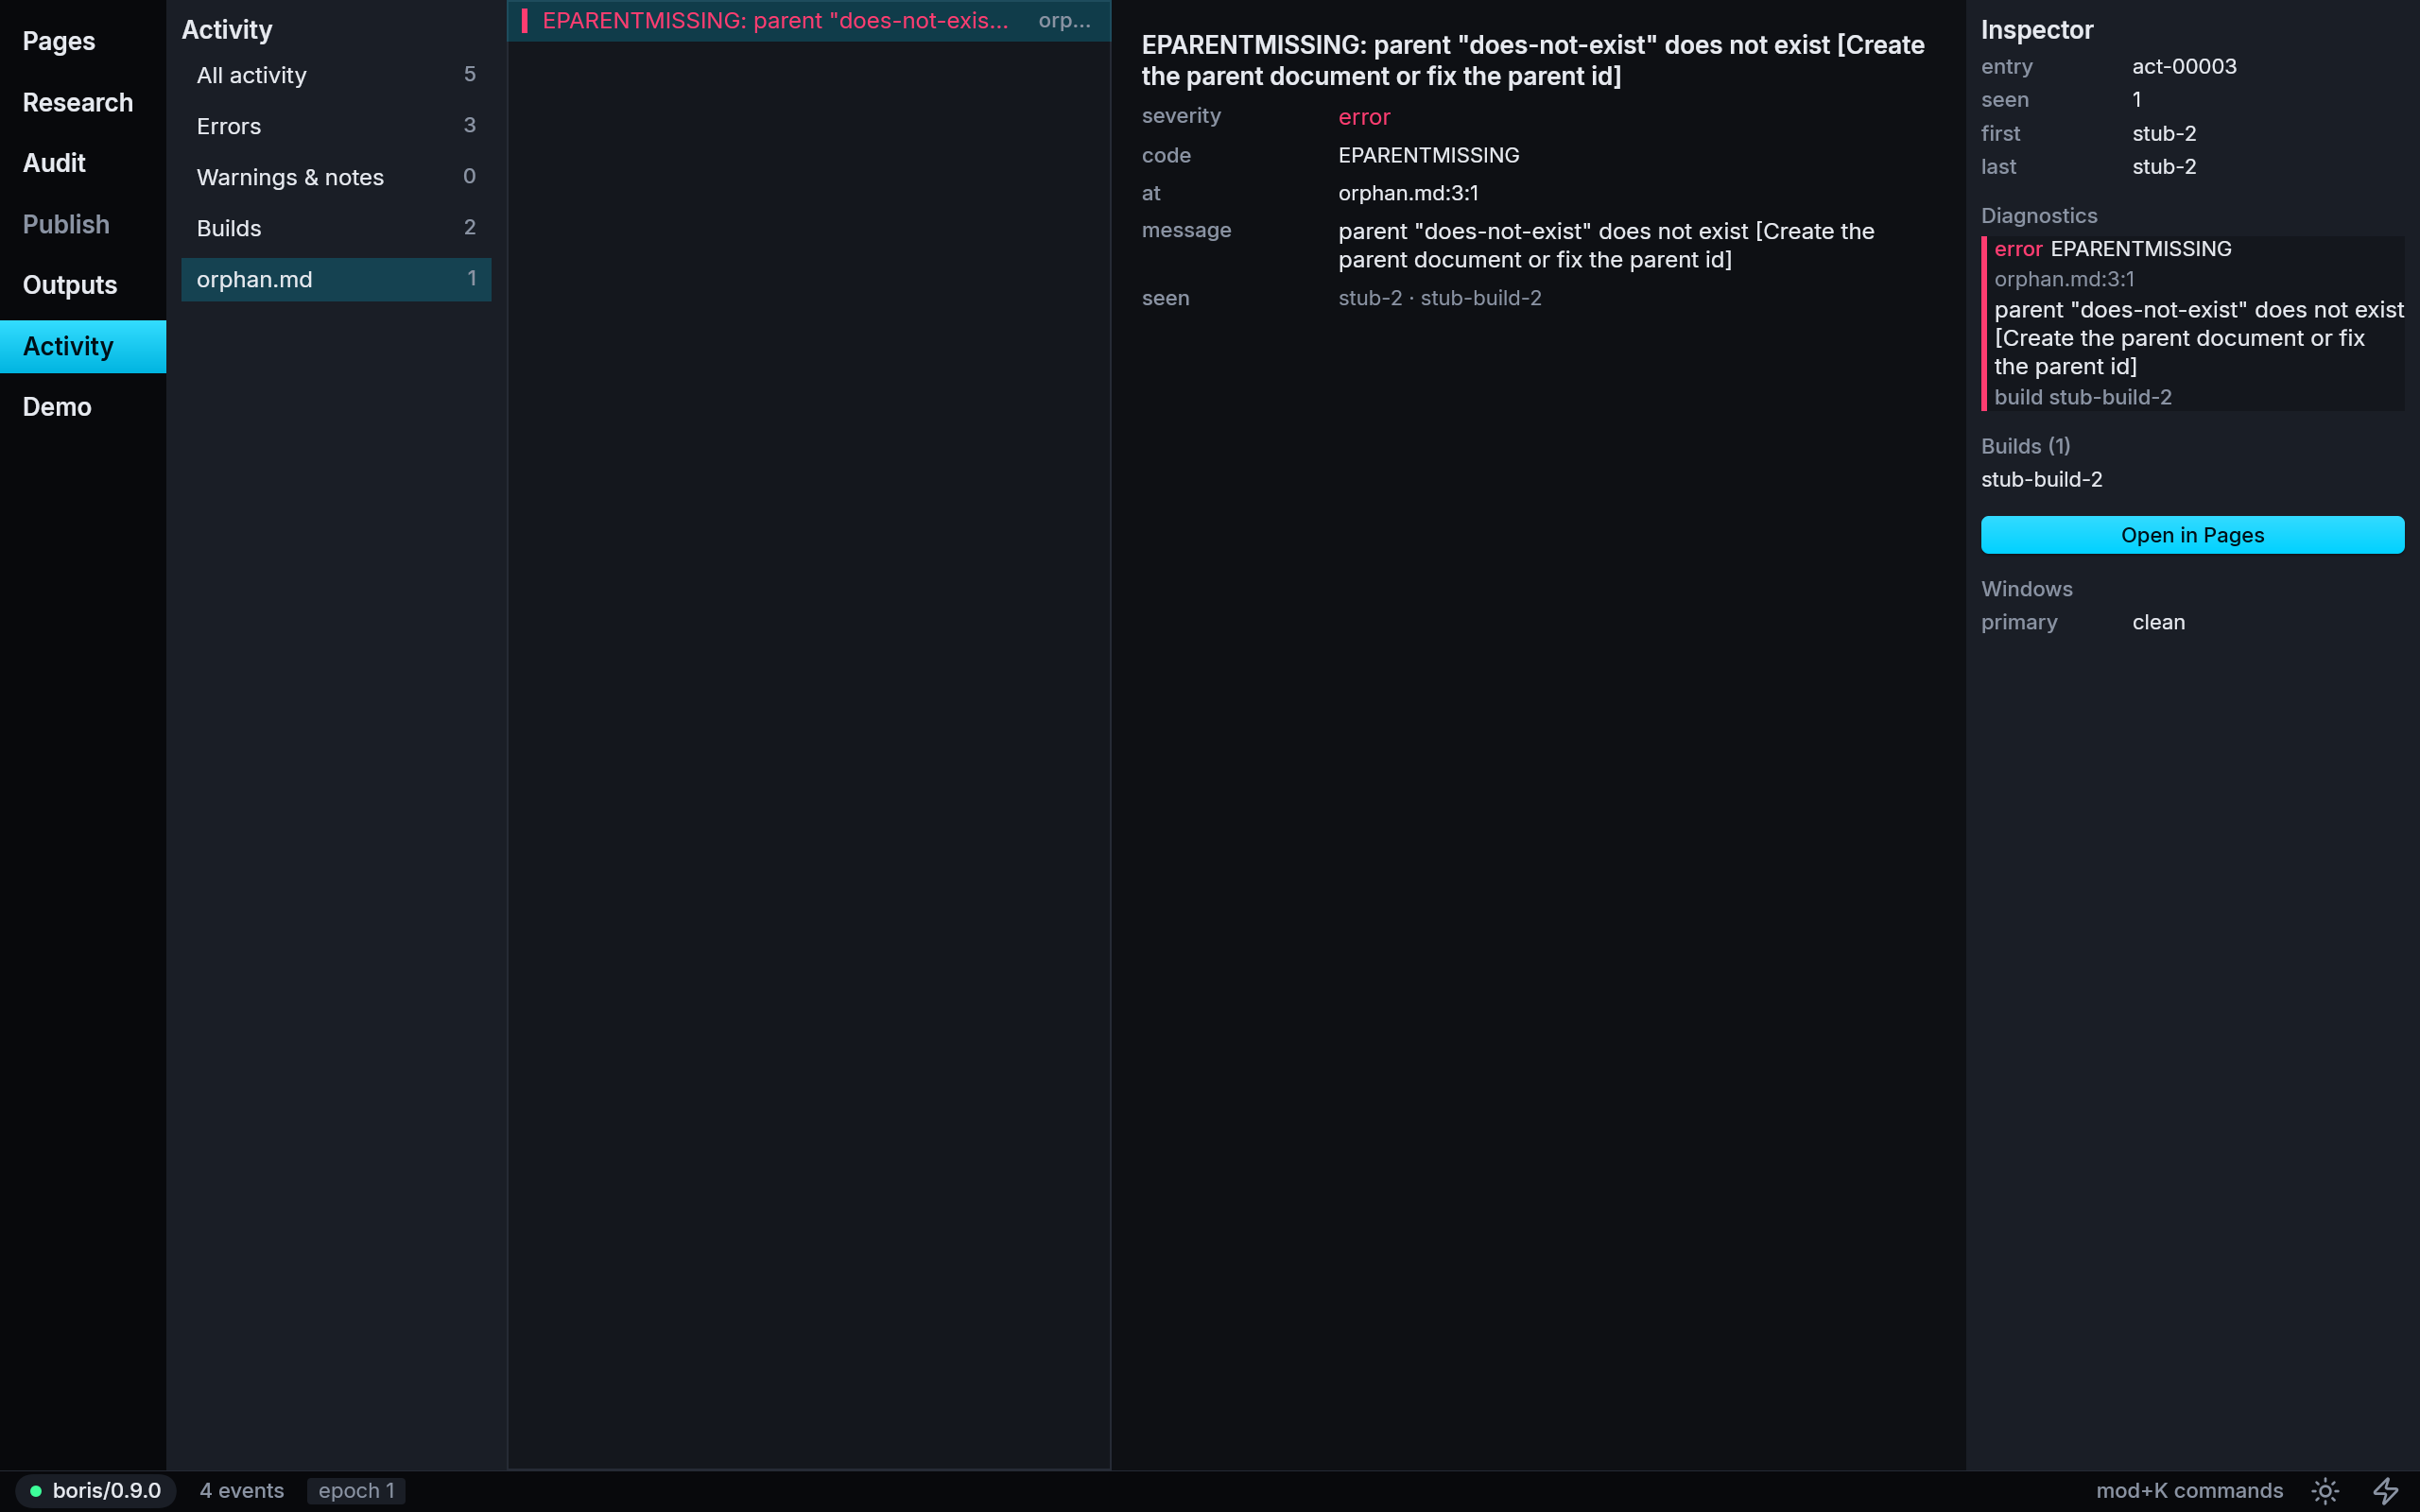 Pages
Research
Audit
Publish
Outputs
Activity
Demo
Activity
All activity 5
Errors 3
Warnings & notes 0
Builds 2
orphan.md 1
EPARENTMISSING: parent "does-not-exis... orp...
EPARENTMISSING: parent "does-not-exist" does not exist [Create
the parent document or fix the parent id]
severity error
code EPARENTMISSING
at orphan.md:3:1
message parent "does-not-exist" does not exist [Create the
parent document or fix the parent id]
seen stub-2 · stub-build-2
Inspector
entry act-00003
seen 1
first stub-2
last stub-2
Diagnostics
error EPARENTMISSING
orphan.md:3:1
parent "does-not-exist" does not exist
[Create the parent document or fix
the parent id]
build stub-build-2
Builds (1)
stub-build-2
Open in Pages
Windows
primary clean
boris/0.9.0 4 events epoch 1 mod+K commands